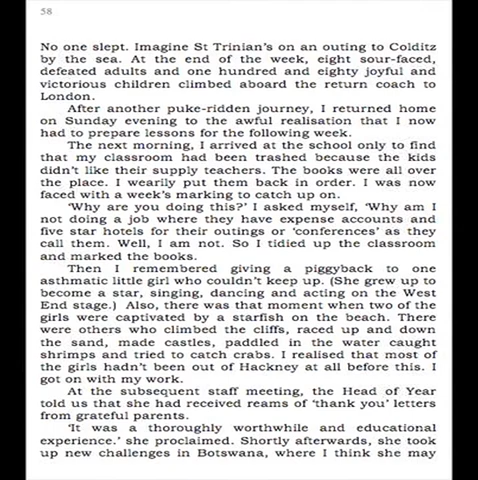 58
No one slept. Imagine St Trinian's on an outing to Colditz
by the sea. At the end of the week, eight sour-faced,
defeated adults and one hundred and eighty joyful and
victorious children climbed aboard the return coach to
London.
After another puke-ridden journey, I returned home
on Sunday evening to the awful realisation that I now
had to prepare lessons for the following week.
The next morning, I arrived at the school only to find
that my classroom had been trashed because the kids
didn't like their supply teachers. The books were all over
the place. I wearily put them back in order. I was now
faced with a week's marking to catch up on.
'Why are you doing this?' I asked myself, 'Why am I
not doing a job where they have expense accounts and
five star hotels for their outings or 'conferences' as they
call them. Well, I am not. So I tidied up the classroom
and marked the books.
Then I remembered giving a piggyback to one
asthmatic little girl who couldn't keep up. (She grew up to
become a star, singing, dancing and acting on the West
End stage.) Also, there was that moment when two of the
girls were captivated by a starfish on the beach. There
were others who climbed the cliffs, raced up and down
the sand, made castles, paddled in the water caught
shrimps and tried to catch crabs. I realised that most of
the girls hadn't been out of Hackney at all before this. I
got on with my work.
At the subsequent staff meeting, the Head of Year
told us that she had received reams of 'thank you' letters
from grateful parents.
'It was a thoroughly worthwhile and educational
experience.' she proclaimed. Shortly afterwards, she took
up new challenges in Botswana, where I think she may